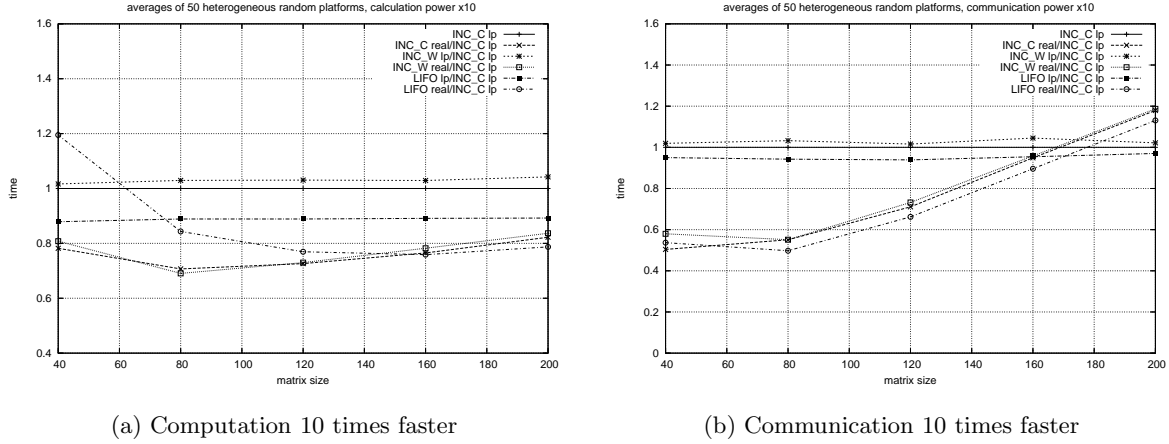 averages of 50 heterogeneous random platforms, calculation power x10
1.6
1.4
1.2
1
0.8
0.6
0.4
time
INC_C lp
INC_C real/INC_C lp
INC_W lp/INC_C lp
INC_W real/INC_C lp
LIFO lp/INC_C lp
LIFO real/INC_C lp
40 60 80 100 120 140 160 180 200
matrix size
(a) Computation 10 times faster
averages of 50 heterogeneous random platforms, communication power x10
1.6
1.4
1.2
1
0.8
0.6
0.4
0.2
0
time
INC_C lp
INC_C real/INC_C lp
INC_W lp/INC_C lp
INC_W real/INC_C lp
LIFO lp/INC_C lp
LIFO real/INC_C lp
40 60 80 100 120 140 160 180 200
matrix size
(b) Communication 10 times faster